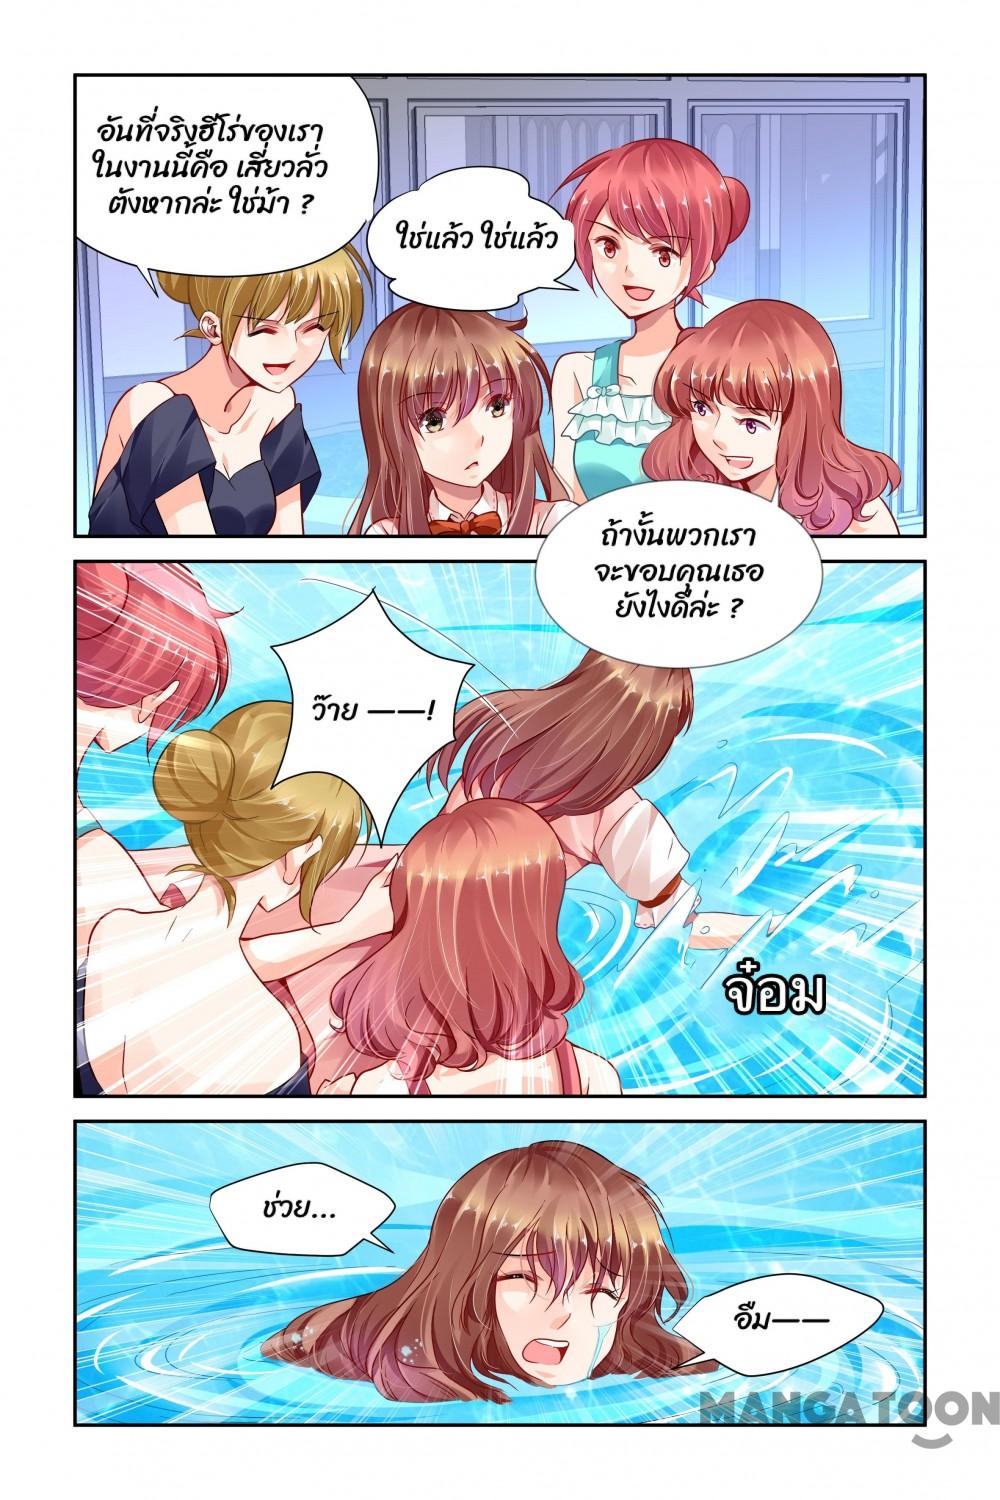 อันที่จริงฮีโร่ของเรา
ในงานนี้คือ เสี่ยวลั่ว
ตังหากล่ะ ใช่ม้า ?
ใช่แล้ว ใช่แล้ว
ถ้างั้นพวกเรา
จะขอบคุณเธอ
ยังไงดีล่ะ ?
ว๊าย ——!
จ๋อม
ช่วย...
อืม——
MANGATOON